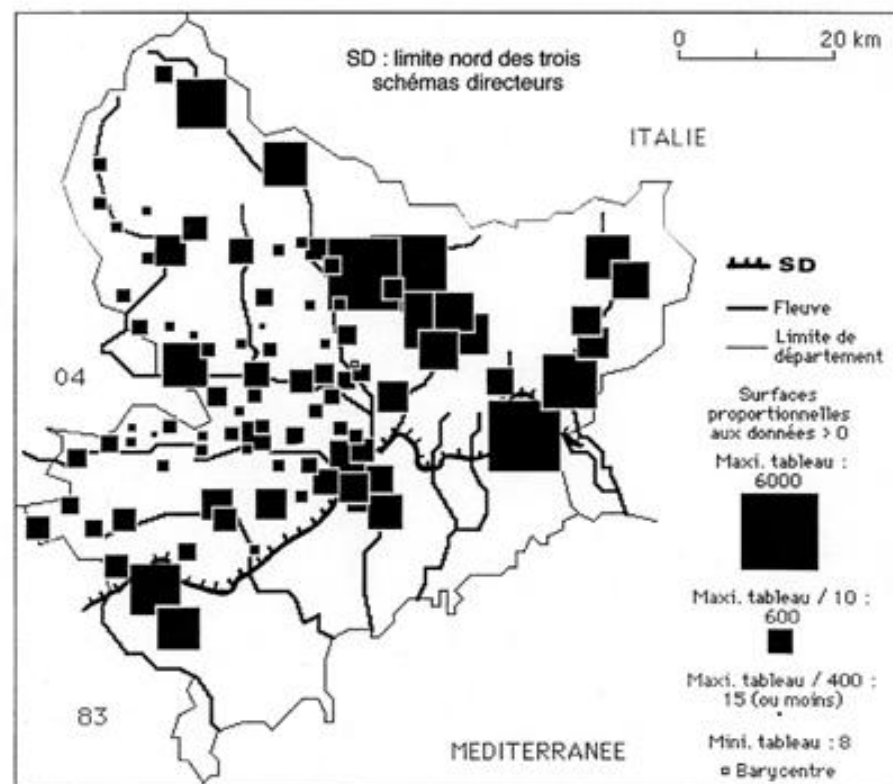 SD : limite nord des trois
schémas directeurs
0 20 km
ITALIE
SD
Fleuve
Limite de
département
04
Surfaces
proportionnelles
aux données > 0
Maxi. tableau :
6000
Maxi. tableau / 10 :
600
Maxi. tableau / 400 :
15 (ou moins)
83
MEDITERRANEE
Mini. tableau : 8
Barycentre